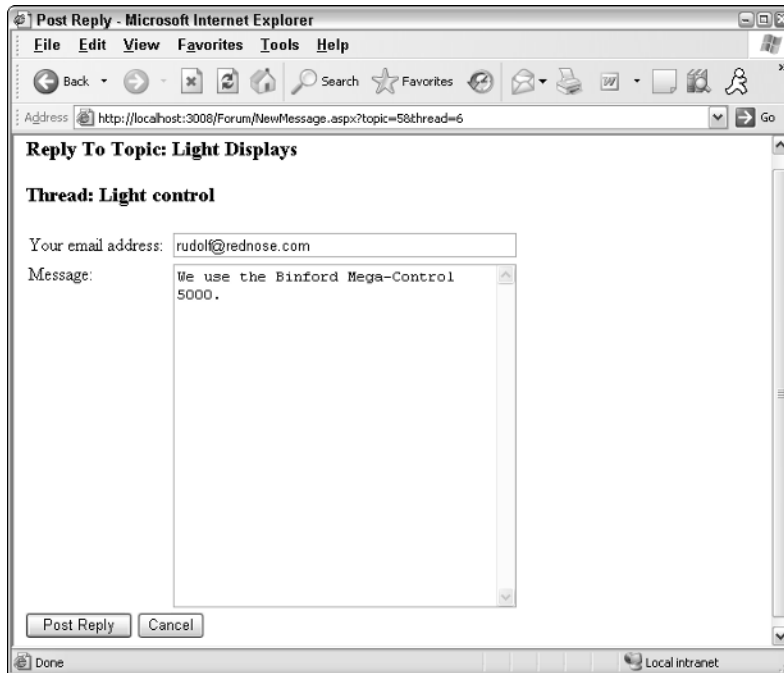 Post Reply - Microsoft Internet Explorer
File Edit View Favorites Tools Help
Back Search Favorites W
Address http://localhost:3008/Forum/NewMessage.aspx?topic=5&thread=6 Go
Reply To Topic: Light Displays
Thread: Light control
Your email address: rudolf@rednose.com
Message: We use the Binford Mega-Control
5000.
Post Reply Cancel
Done Local intranet